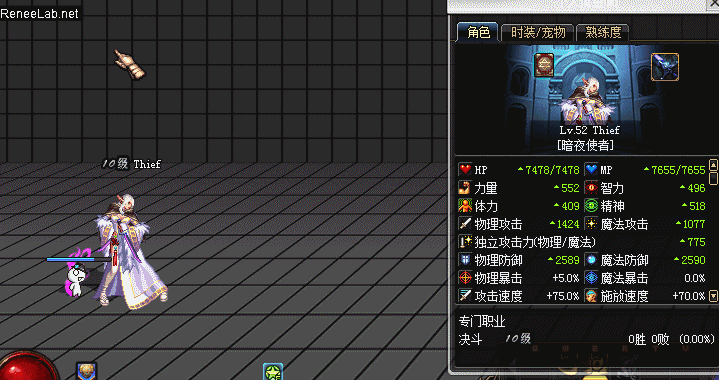 ReneeLab.net
角色 时装/宠物 熟练度
Lv.52 Thief
[暗夜使者]
10级 Thief
HP 7478/7478 MP 7655/7655
力量 552 智力 496
体力 409 精神 518
物理攻击 1424 魔法攻击 1077
独立攻击力(物理/魔法) 775
物理防御 2589 魔法防御 2590
物理暴击 +5.0% 魔法暴击 0.0%
攻击速度 +75.0% 施放速度 +70.0%
专门职业
决斗 10级 0胜 0败 (0.00%)